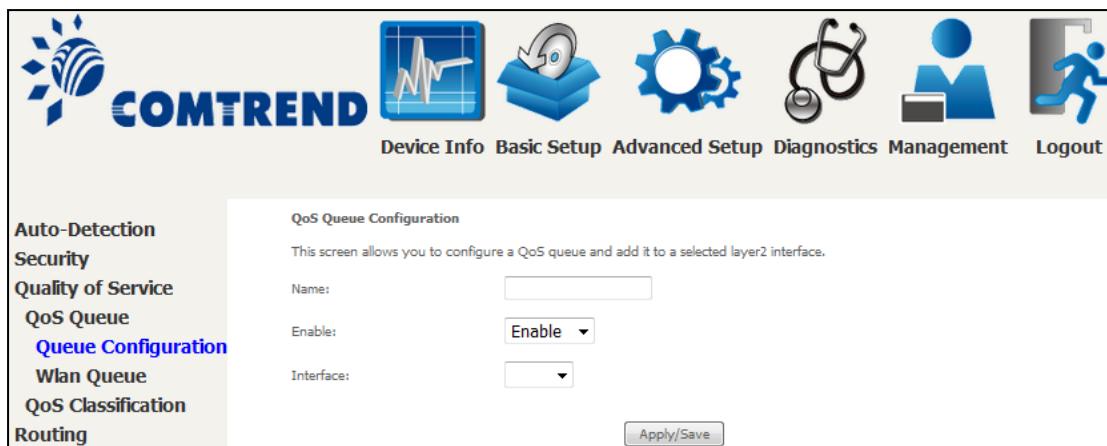 COMTREND
Device Info Basic Setup Advanced Setup Diagnostics Management Logout
Auto-Detection
Security
Quality of Service
QoS Queue
Queue Configuration
Wlan Queue
QoS Classification
Routing
QoS Queue Configuration
This screen allows you to configure a QoS queue and add it to a selected layer2 interface.
Name:
Enable: Enable
Interface:
Apply/Save